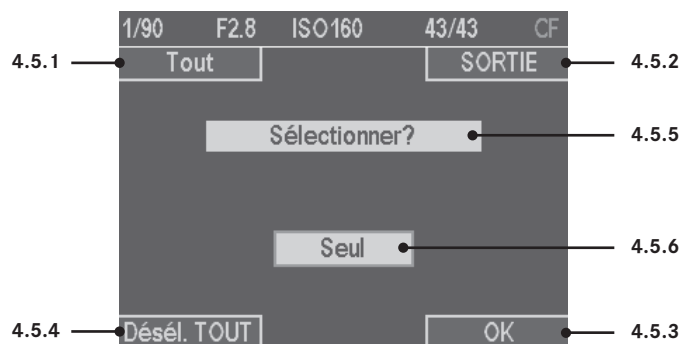 1/90 F2.8 ISO160 43/43 CF
4.5.1 Tout SORTIE 4.5.2
Sélectionner? 4.5.5
Seul 4.5.6
4.5.4 Désél. TOUT OK 4.5.3